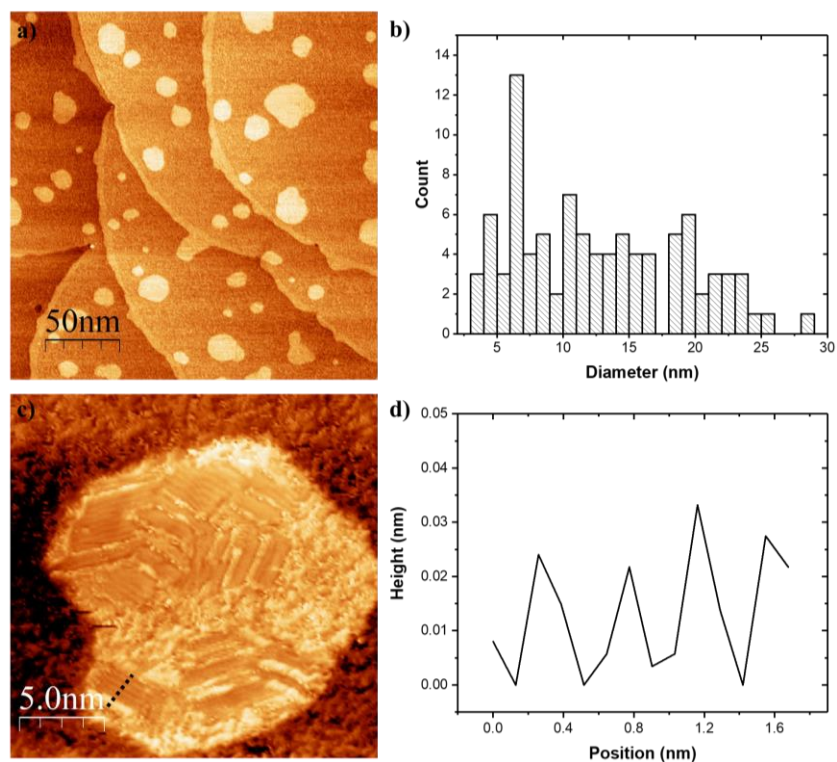 a)
50nm
b)
14
12
10
8
6
4
2
0
Count
5 10 15 20 25 30
Diameter (nm)
c)
5.0nm
d)
0.05
0.04
0.03
0.02
0.01
0.00
Height (nm)
0.0 0.4 0.8 1.2 1.6
Position (nm)